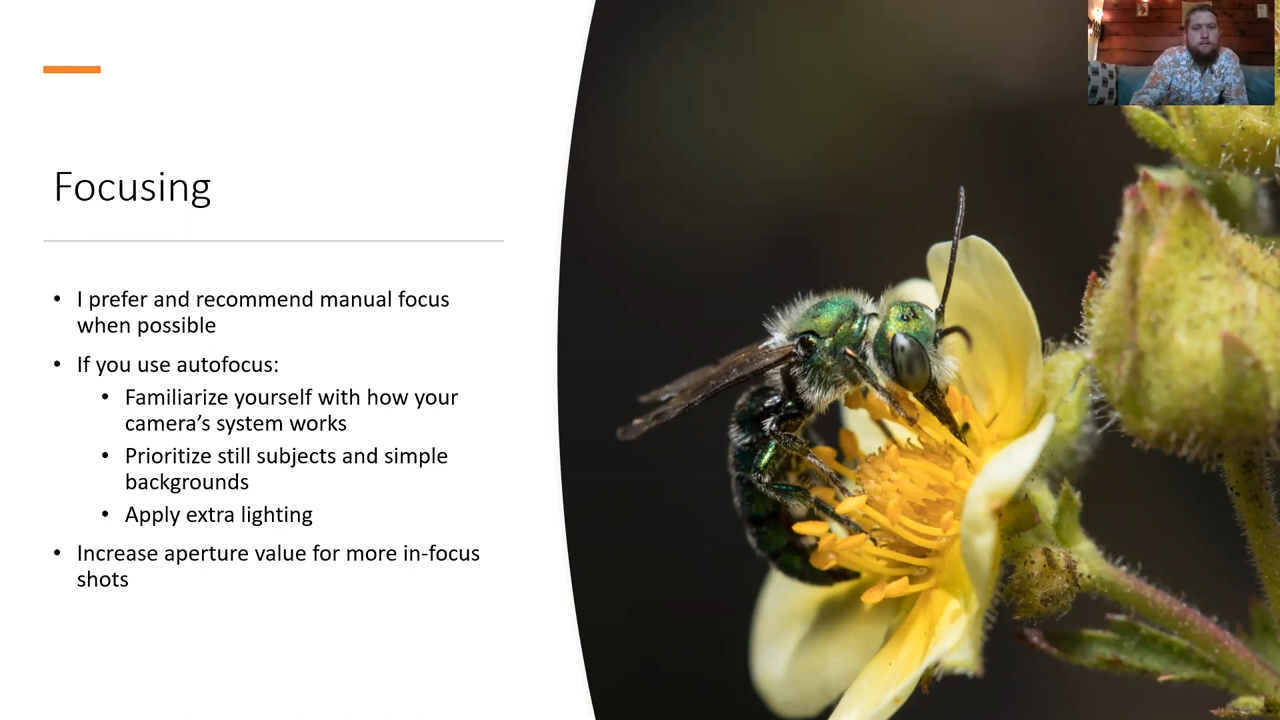 Focusing
• I prefer and recommend manual focus
when possible
• If you use autofocus:
• Familiarize yourself with how your
camera’s system works
• Prioritize still subjects and simple
backgrounds
• Apply extra lighting
• Increase aperture value for more in-focus
shots